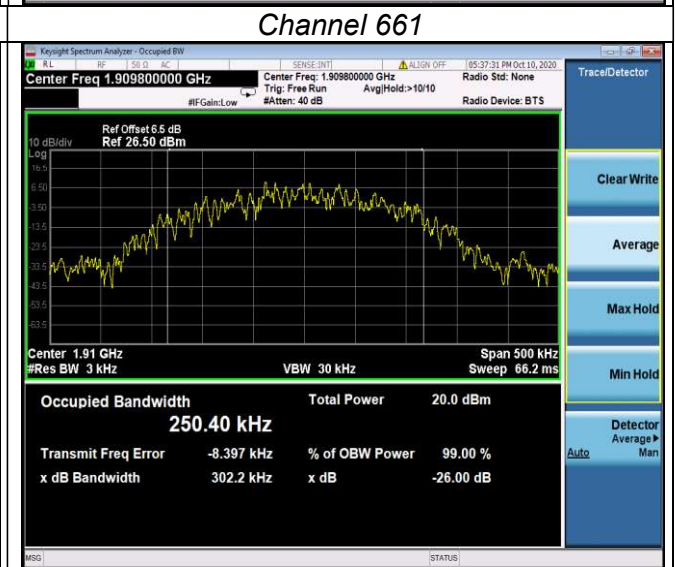 Channel 661
Keysight Spectrum Analyzer - Occupied BW
RL RF 50 Ω AC SENSE:INT ALIGN OFF 05:37:31 PM Oct 10, 2020
Center Freq 1.909800000 GHz
Center Freq: 1.909800000 GHz
Radio Std: None
Trig: Free Run Avg|Hold:>10/10
#IFGain:Low
#Atten: 40 dB
Radio Device: BTS
Trace/Detector
Ref Offset 6.5 dB
10 dB/div Ref 26.50 dBm
Log
16.5
6.50
-3.50
-13.5
-23.5
-33.5
-43.5
-53.5
-63.5
Clear Write
Average
Max Hold
Min Hold
Center 1.91 GHz Span 500 kHz
#Res BW 3 kHz VBW 30 kHz Sweep 66.2 ms
Occupied Bandwidth Total Power 20.0 dBm
250.40 kHz
Transmit Freq Error -8.397 kHz % of OBW Power 99.00 %
x dB Bandwidth 302.2 kHz x dB -26.00 dB
Detector
Average▶
Auto Man
MSG STATUS